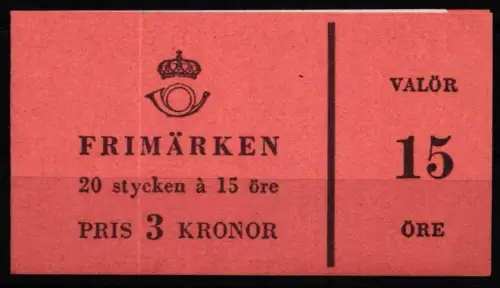 FRIMÄRKEN
20 stycken à 15 öre
PRIS 3 KRONOR
VALÖR
15
ÖRE